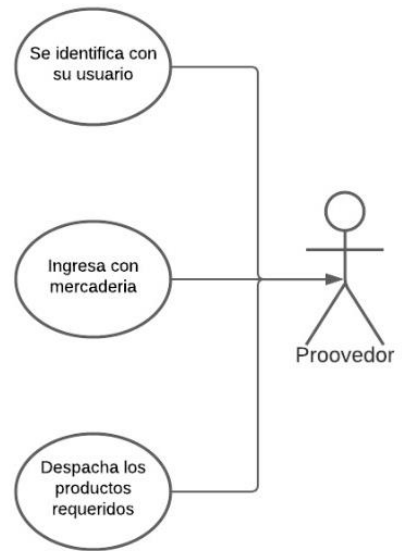 Se identifica con
su usuario
Ingresa con
mercaderia
Proovedor
Despacha los
productos
requeridos